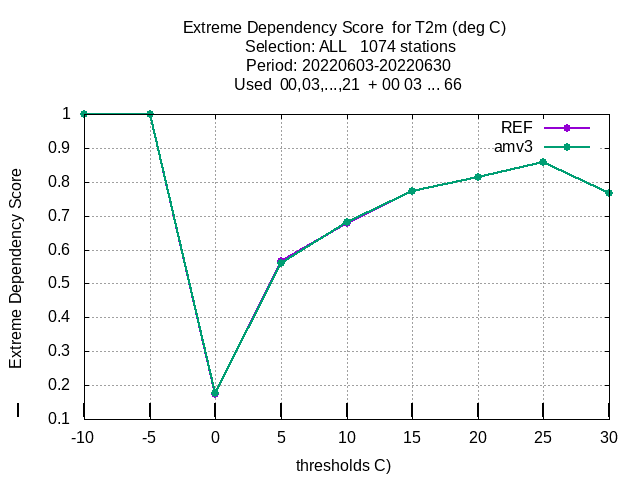 Extreme Dependency Score  for T2m (deg C)
Selection: ALL   1074 stations
Period: 20220603-20220630
Used  00,03,...,21  + 00 03 ... 66
REF
amv3
1
0.9
0.8
0.7
0.6
0.5
0.4
0.3
0.2
0.1
Extreme Dependency Score
-10 -5 0 5 10 15 20 25 30
thresholds C)